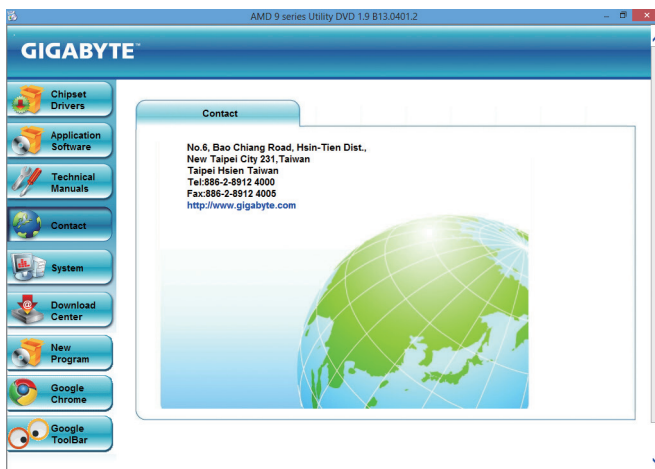 AMD 9 series Utility DVD 1.9 B13.0401.2
GIGABYTE™
Chipset
Drivers
Application
Software
Technical
Manuals
Contact
System
Download
Center
New
Program
Google
Chrome
Google
ToolBar
Contact
No.6, Bao Chiang Road, Hsin-Tien Dist.,
New Taipei City 231,Taiwan
Taipei Hsien Taiwan
Tel:886-2-8912 4000
Fax:886-2-8912 4005
http://www.gigabyte.com